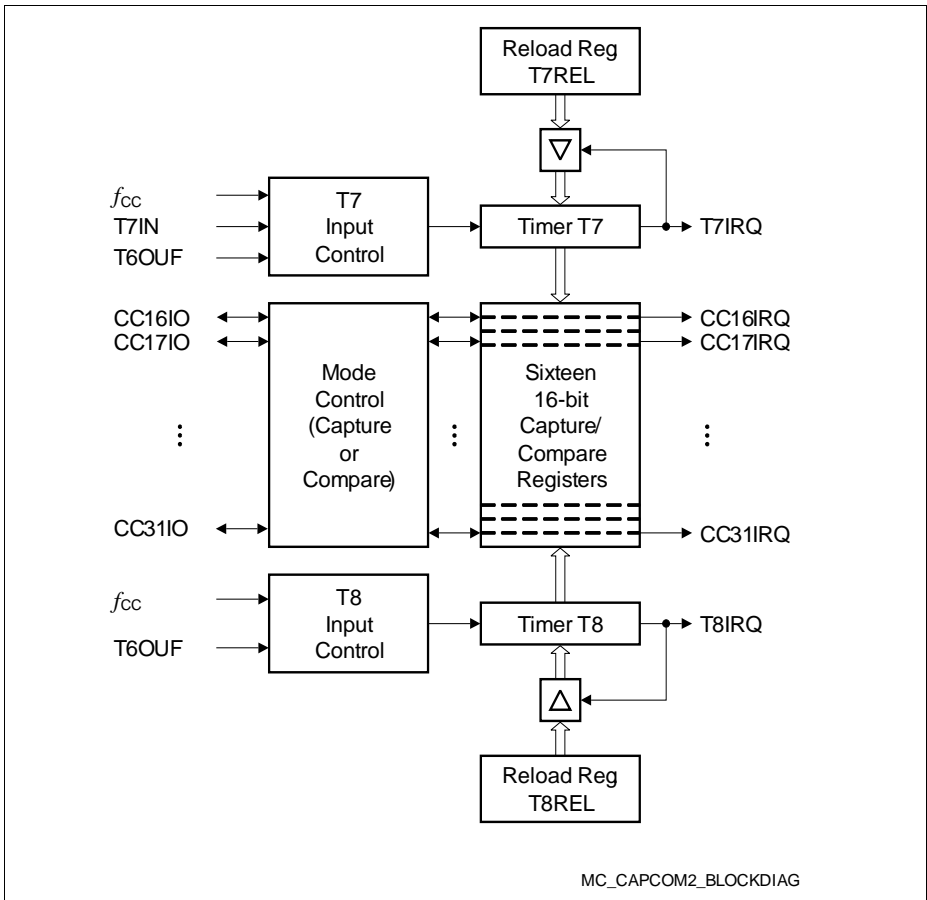 Reload Reg
T7REL
fCC
T7IN
T6OUF
T7
Input
Control
Timer T7
T7IRQ
CC16IO
CC17IO
CC31IO
Mode
Control
(Capture
or
Compare)
Sixteen
16-bit
Capture/
Compare
Registers
CC16IRQ
CC17IRQ
CC31IRQ
fCC
T6OUF
T8
Input
Control
Timer T8
T8IRQ
Reload Reg
T8REL
MC_CAPCOM2_BLOCKDIAG